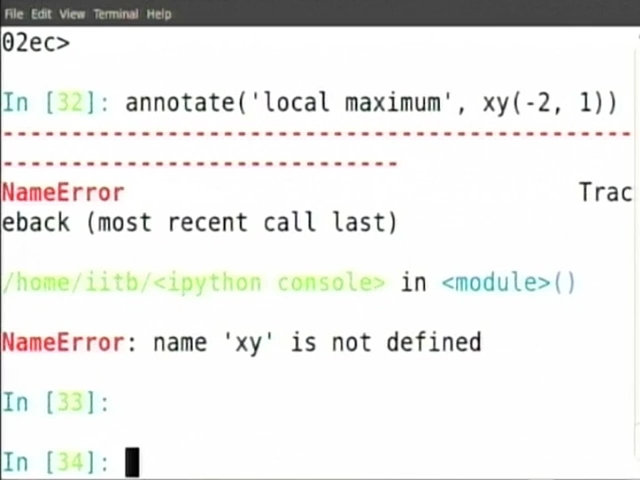 File Edit View Terminal Help
02ec>
In [32]: annotate('local maximum', xy(-2, 1))
---------------------------------------------------
--------------------------------
NameError Trac
eback (most recent call last)
/home/iitb/<ipython console> in <module>()
NameError: name 'xy' is not defined
In [33]:
In [34]: